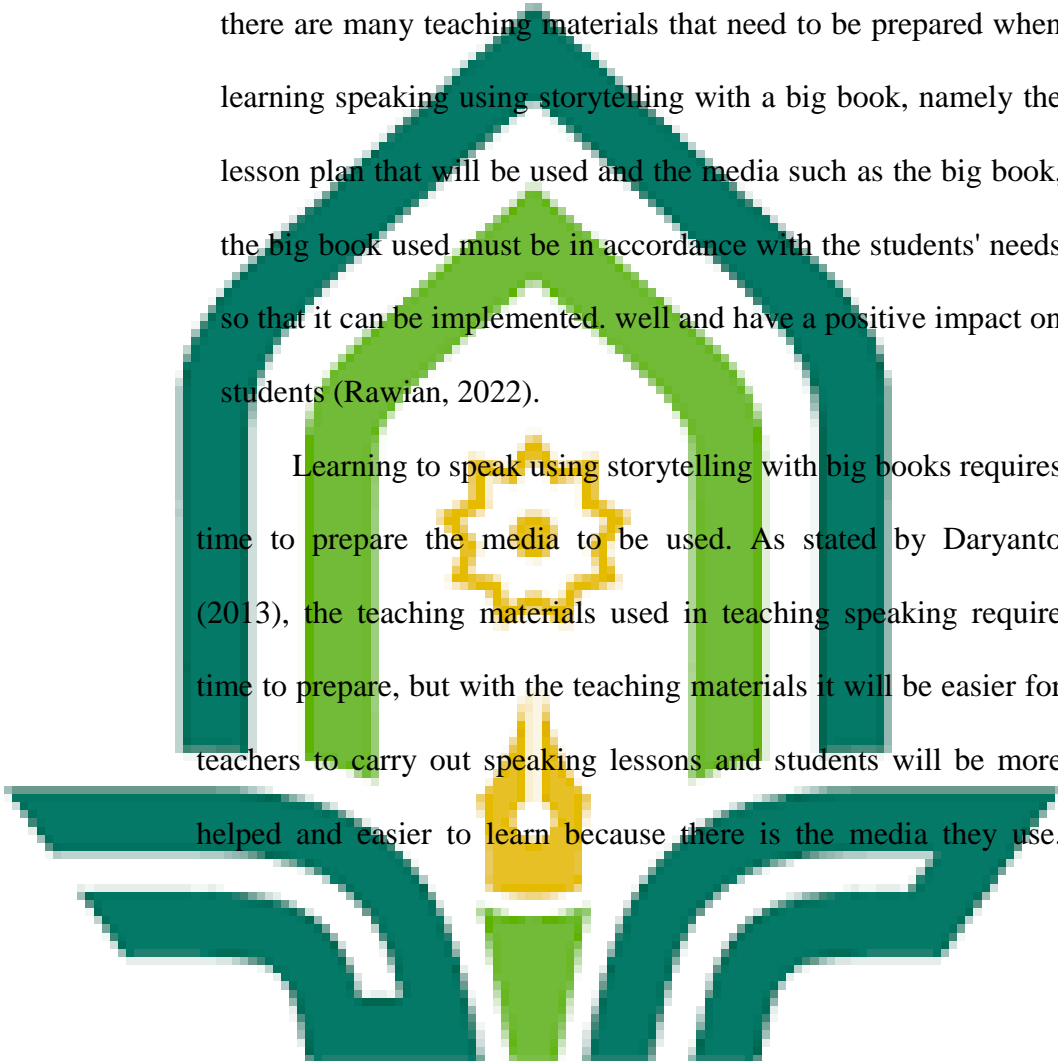 there are many teaching materials that need to be prepared when
learning speaking using storytelling with a big book, namely the
lesson plan that will be used and the media such as the big book,
the big book used must be in accordance with the students' needs
so that it can be implemented. well and have a positive impact on
students (Rawian, 2022).
Learning to speak using storytelling with big books requires
time to prepare the media to be used. As stated by Daryanto
(2013), the teaching materials used in teaching speaking require
time to prepare, but with the teaching materials it will be easier for
teachers to carry out speaking lessons and students will be more
helped and easier to learn because there is the media they use.